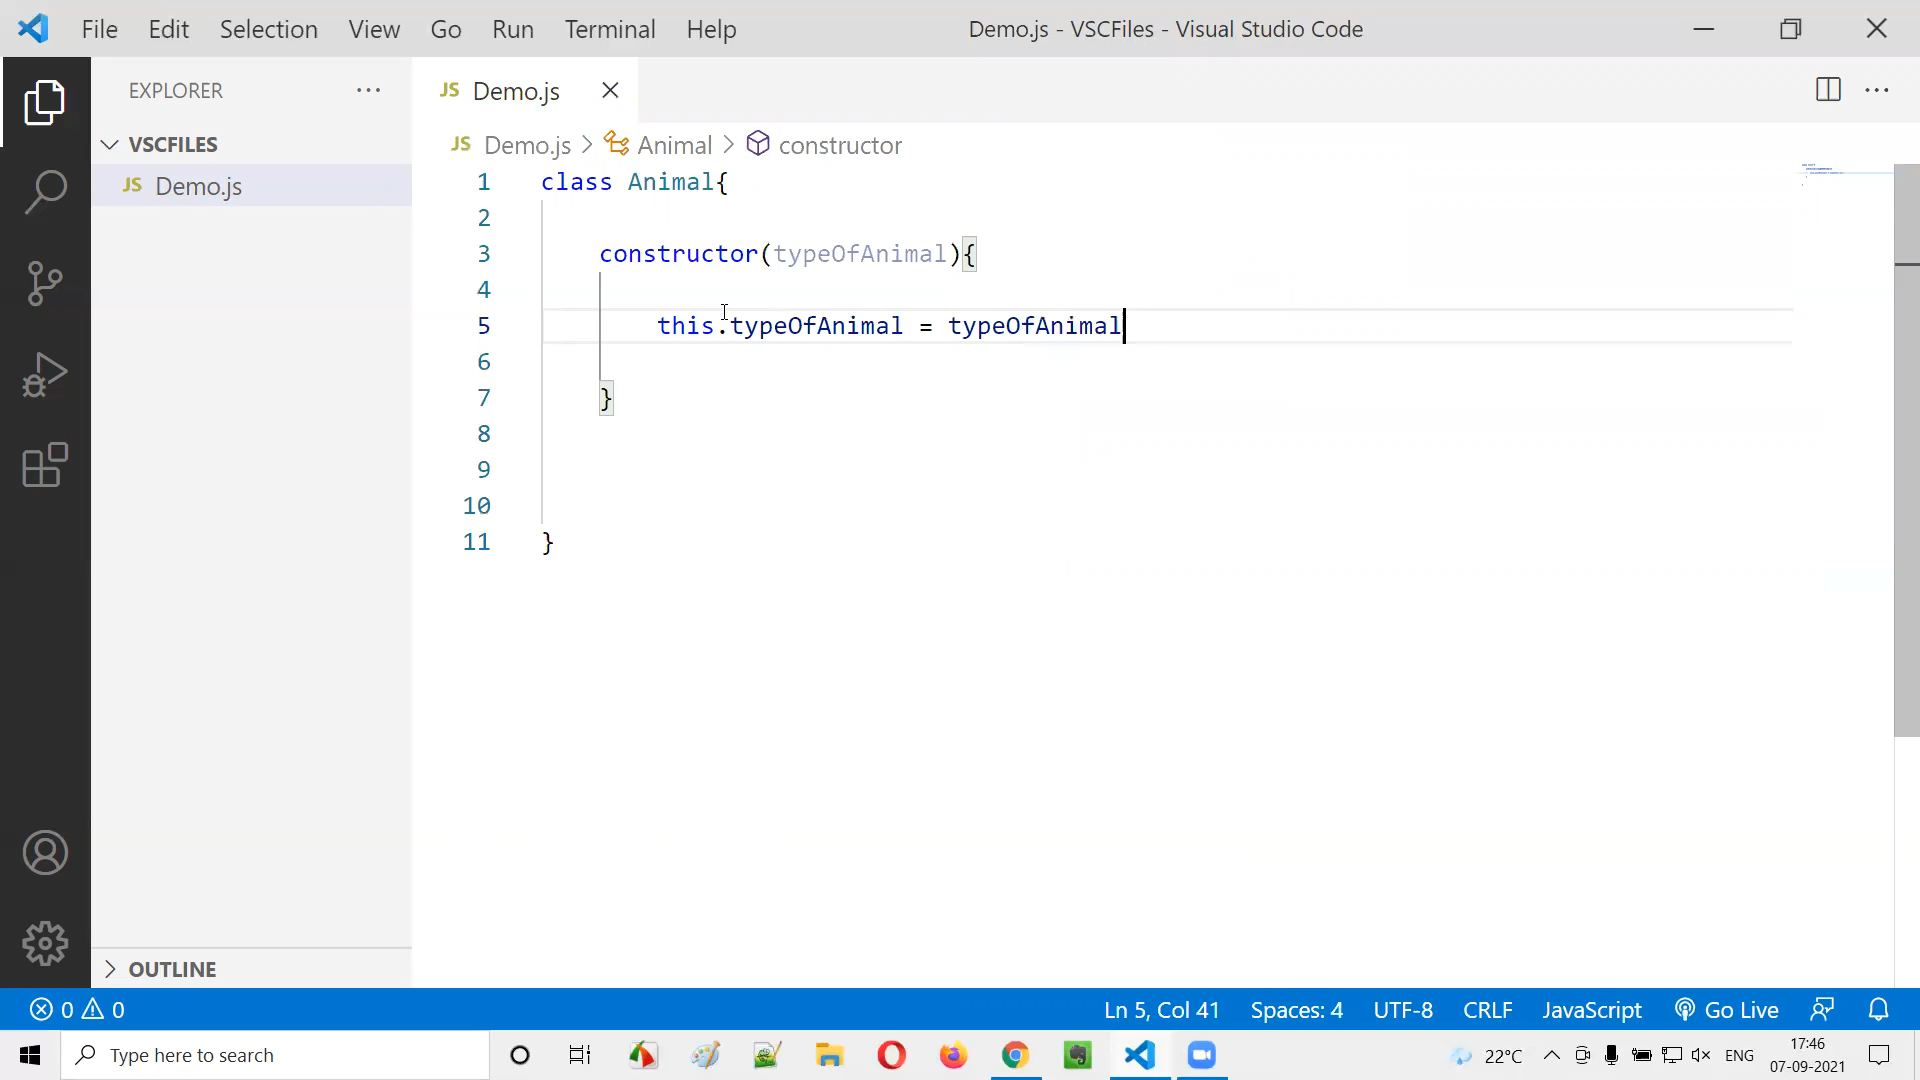 File Edit Selection View Go Run Terminal Help Demo.js - VSCFiles - Visual Studio Code
EXPLORER ···
JS Demo.js
VSCFILES
JS Demo.js
JS Demo.js > Animal > constructor
1 class Animal{
2
3 constructor(typeOfAnimal){
4
5 this.typeOfAnimal = typeOfAnimal
6
7 }
8
9
10
11 }
OUTLINE
0 0 Ln 5, Col 41 Spaces: 4 UTF-8 CRLF JavaScript Go Live
Type here to search
22°C ENG
17:46
07-09-2021